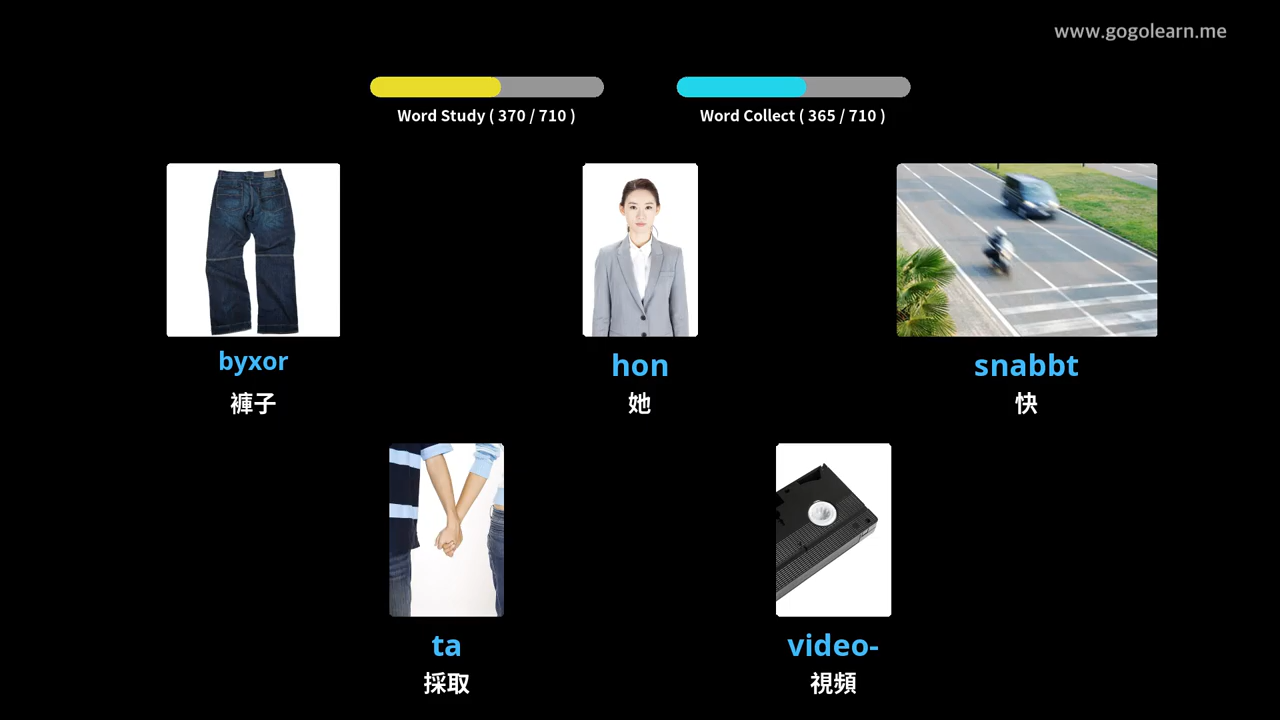 www.gogolearn.me
Word Study ( 370 / 710 )
Word Collect ( 365 / 710 )
byxor
褲子
hon
她
snabbt
快
ta
採取
video-
視頻